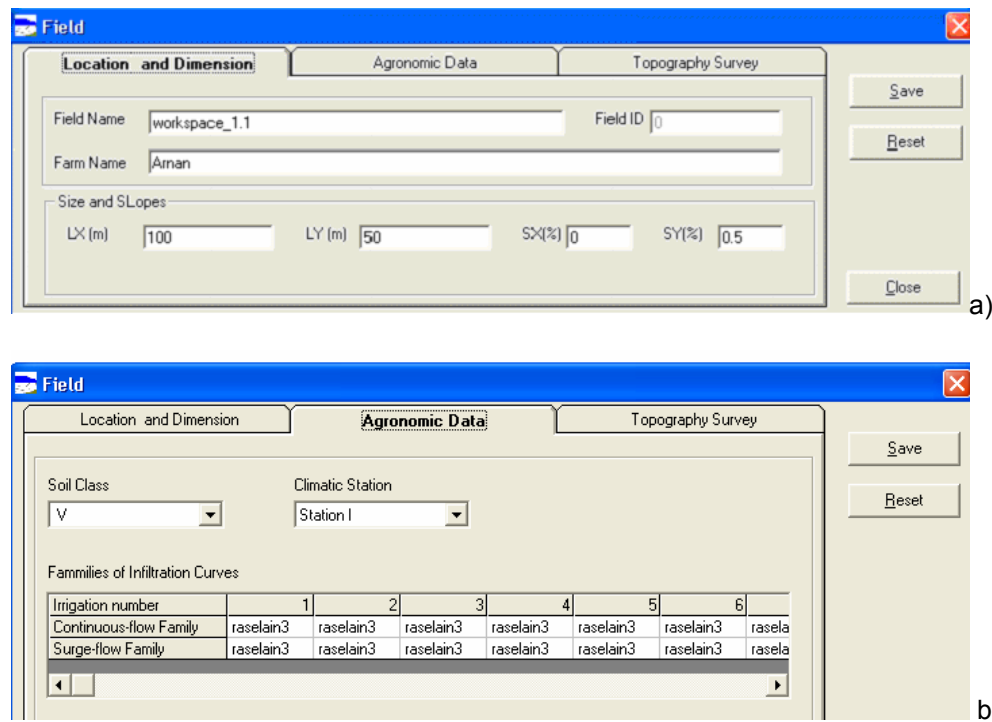 Field
Location and Dimension Agronomic Data Topography Survey
Save
Field Name workspace_1.1 Field ID 0
Reset
Farm Name Arnan
Size and SLopes
LX (m) 100 LY (m) 50 SX(%) 0 SY(%) 0.5
Close
a)
Field
Location and Dimension Agronomic Data Topography Survey
Save
Soil Class Climatic Station
Reset
V Station I
Fammilies of Infiltration Curves
Irrigation number 1 2 3 4 5 6
Continuous-flow Family raselain3 raselain3 raselain3 raselain3 raselain3 raselain3 rasela
Surge-flow Family raselain3 raselain3 raselain3 raselain3 raselain3 raselain3 rasela
b